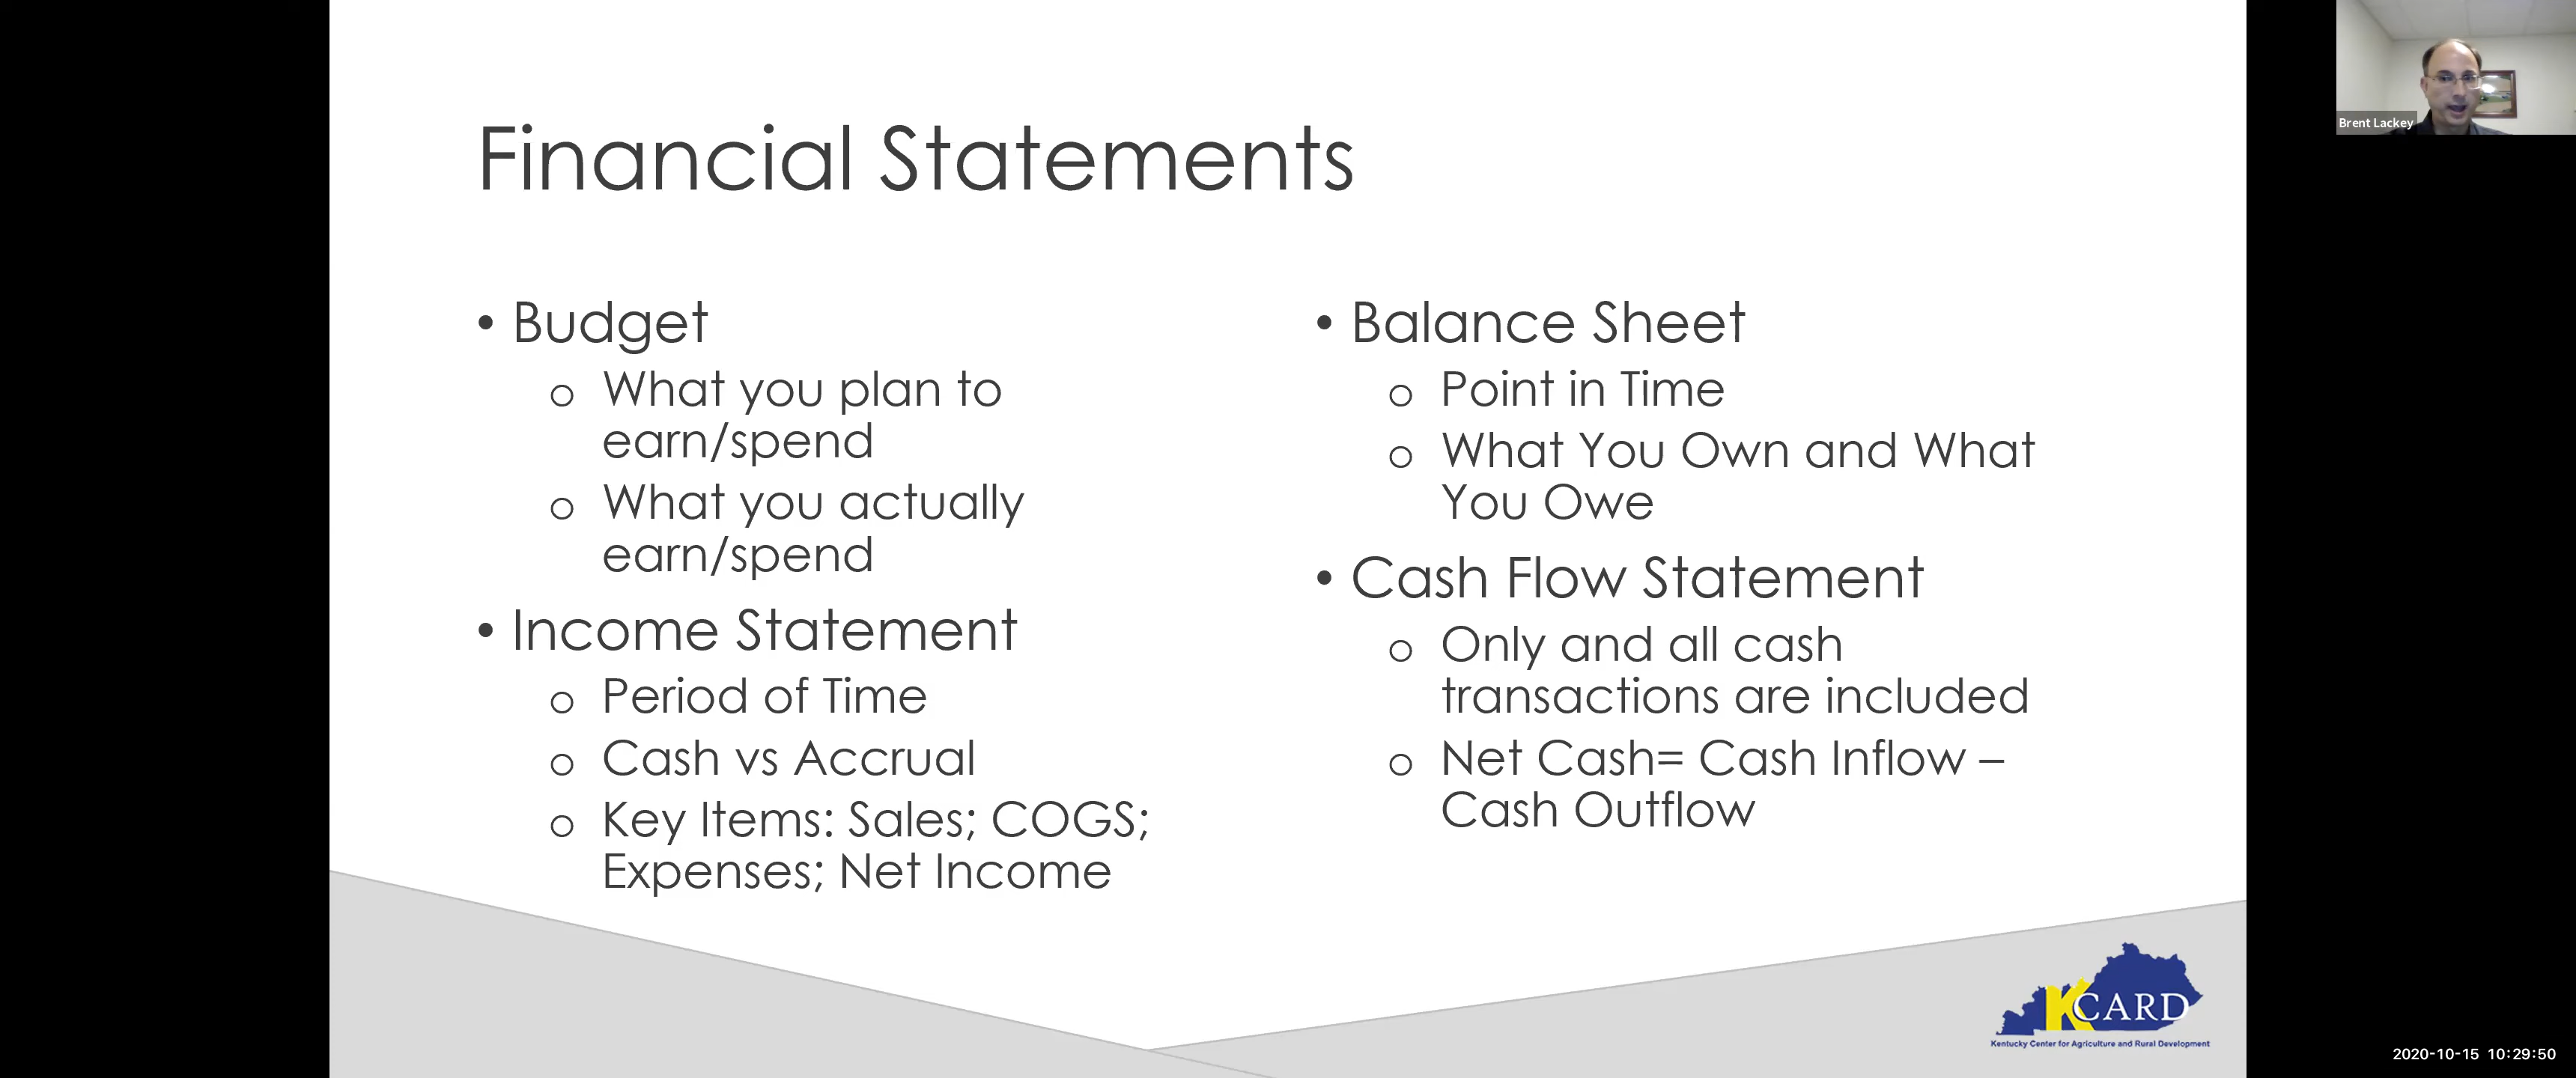 Financial Statements
• Budget
o What you plan to
earn/spend
o What you actually
earn/spend
• Income Statement
o Period of Time
o Cash vs Accrual
o Key Items: Sales; COGS;
Expenses; Net Income
• Balance Sheet
o Point in Time
o What You Own and What
You Owe
• Cash Flow Statement
o Only and all cash
transactions are included
o Net Cash= Cash Inflow –
Cash Outflow
KCARD
Kentucky Center for Agriculture and Rural Development
Brent Lackey
2020-10-15 10:29:50